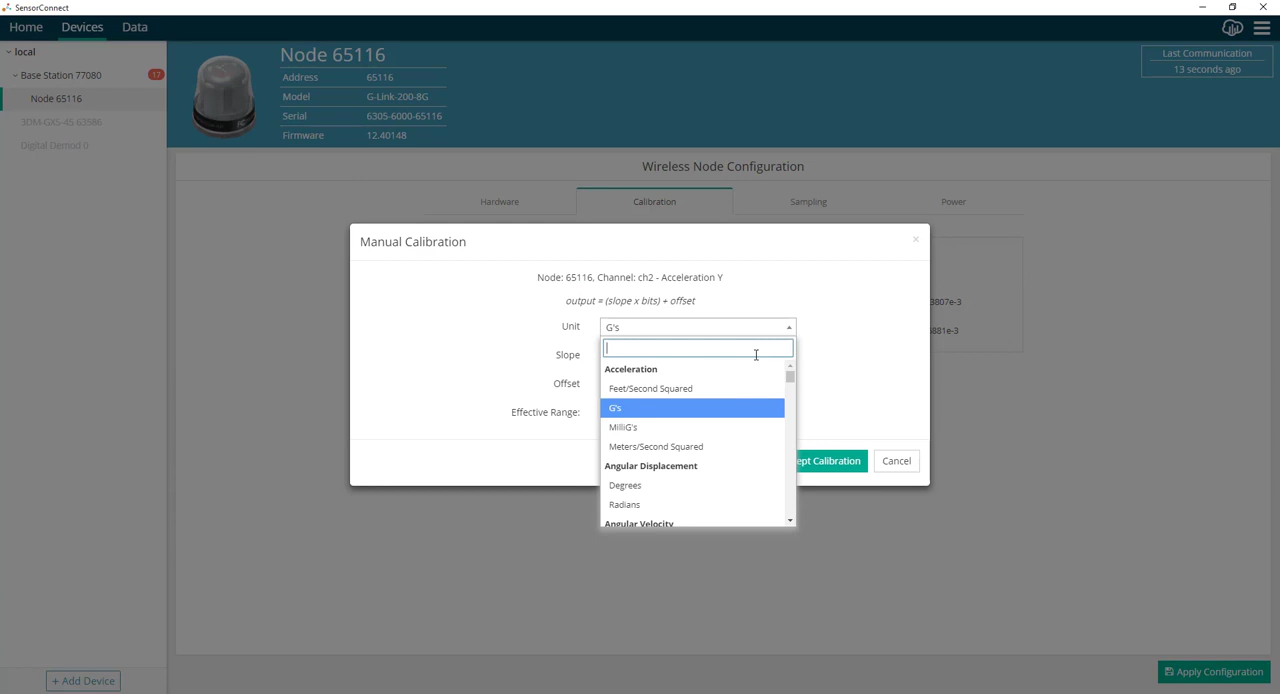 SensorConnect
Home Devices Data
local
Base Station 77080 17
Node 65116
3DM-GX5-45 63586
Digital Demod 0
+ Add Device
Node 65116
Address 65116
Model G-Link-200-8G
Serial 6305-6000-65116
Firmware 12.40148
Last Communication
13 seconds ago
Wireless Node Configuration
Hardware Calibration Sampling Power
Manual Calibration ×
Node: 65116, Channel: ch2 - Acceleration Y
output = (slope x bits) + offset
Unit G's
Slope
Offset
Effective Range:
Acceleration
Feet/Second Squared
G's
MilliG's
Meters/Second Squared
Angular Displacement
Degrees
Radians
Angular Velocity
ept Calibration Cancel
3807e-3
881e-3
Apply Configuration